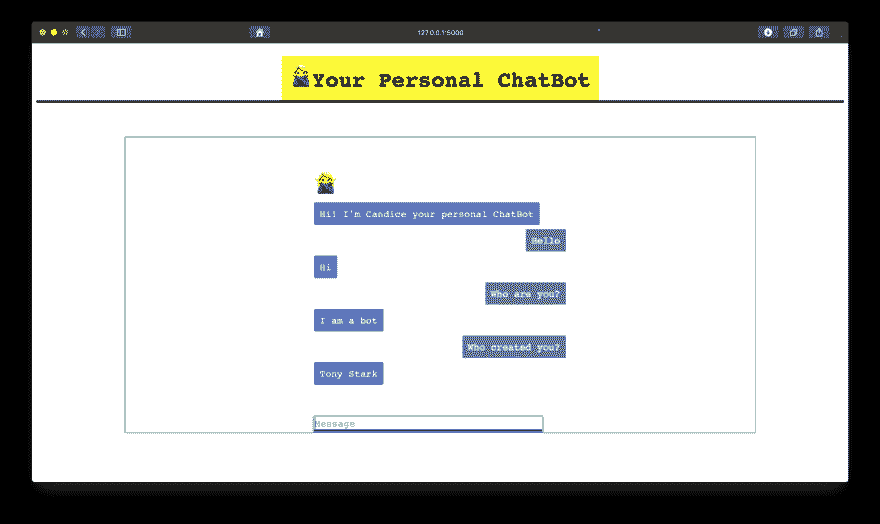 127.0.0.1:5000
Your Personal ChatBot
Hi! I'm Candice your personal ChatBot
Hello
Hi
Who are you?
I am a bot
Who created you?
Tony Stark
Message